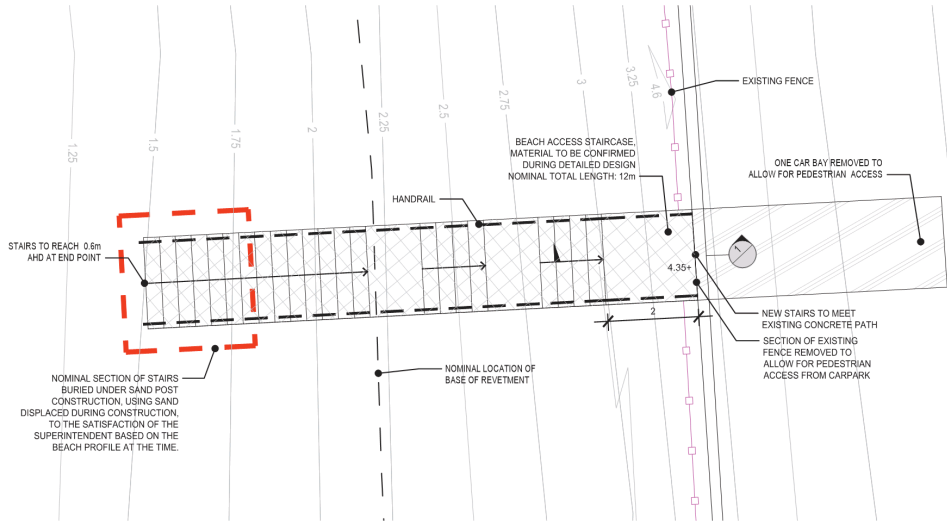 1.25
1.5
1.75
2
2.25
2.5
2.75
3
3.25
4.6
EXISTING FENCE
BEACH ACCESS STAIRCASE,
MATERIAL TO BE CONFIRMED
DURING DETAILED DESIGN
NOMINAL TOTAL LENGTH: 12m
ONE CAR BAY REMOVED TO
ALLOW FOR PEDESTRIAN ACCESS
HANDRAIL
STAIRS TO REACH 0.6m
AHD AT END POINT
1
4.35+
2
NEW STAIRS TO MEET
EXISTING CONCRETE PATH
SECTION OF EXISTING
FENCE REMOVED TO
ALLOW FOR PEDESTRIAN
ACCESS FROM CARPARK
NOMINAL LOCATION OF
BASE OF REVETMENT
NOMINAL SECTION OF STAIRS
BURIED UNDER SAND POST
CONSTRUCTION, USING SAND
DISPLACED DURING CONSTRUCTION,
TO THE SATISFACTION OF THE
SUPERINTENDENT BASED ON THE
BEACH PROFILE AT THE TIME.